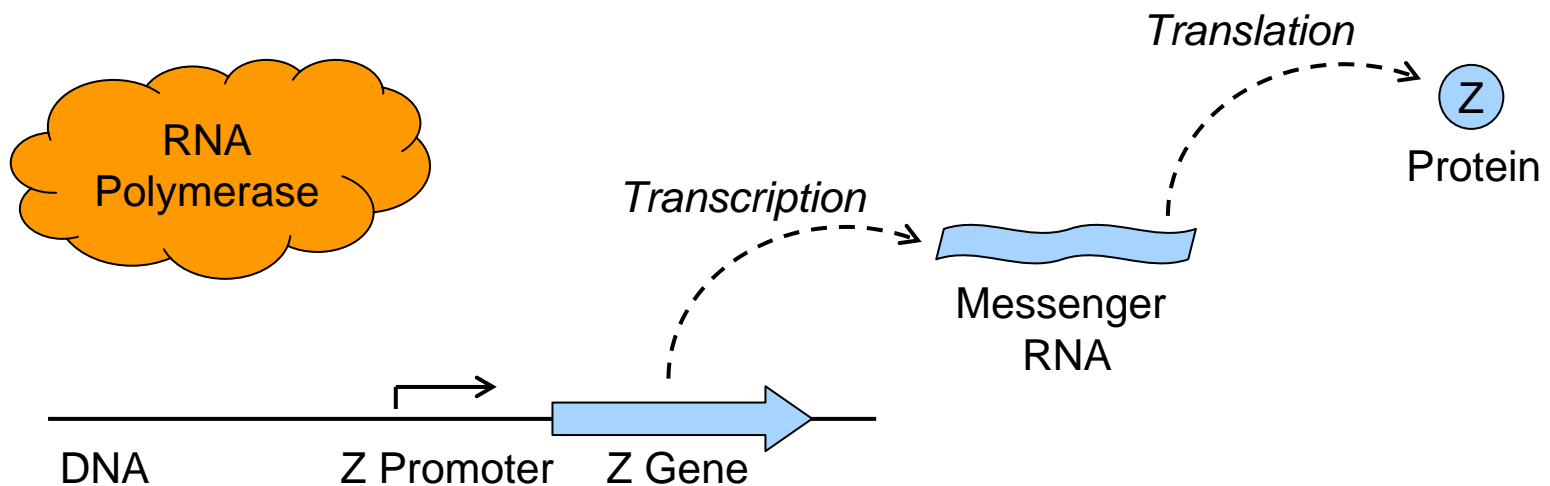 Translation
Z
Protein
RNA
Polymerase
Transcription
Messenger
RNA
DNA
Z Promoter
Z Gene